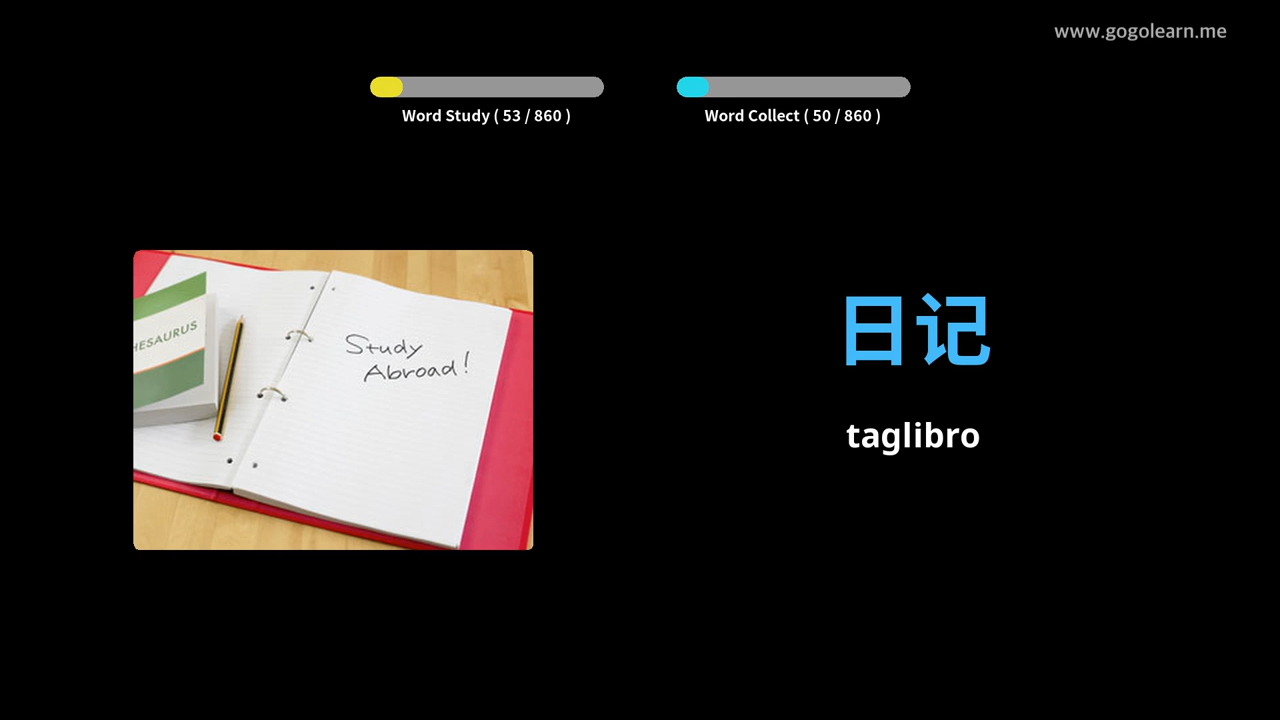 www.gogolearn.me
Word Study ( 53 / 860 )
Word Collect ( 50 / 860 )
HESAURUS
Study
Abroad!
日记
taglibro